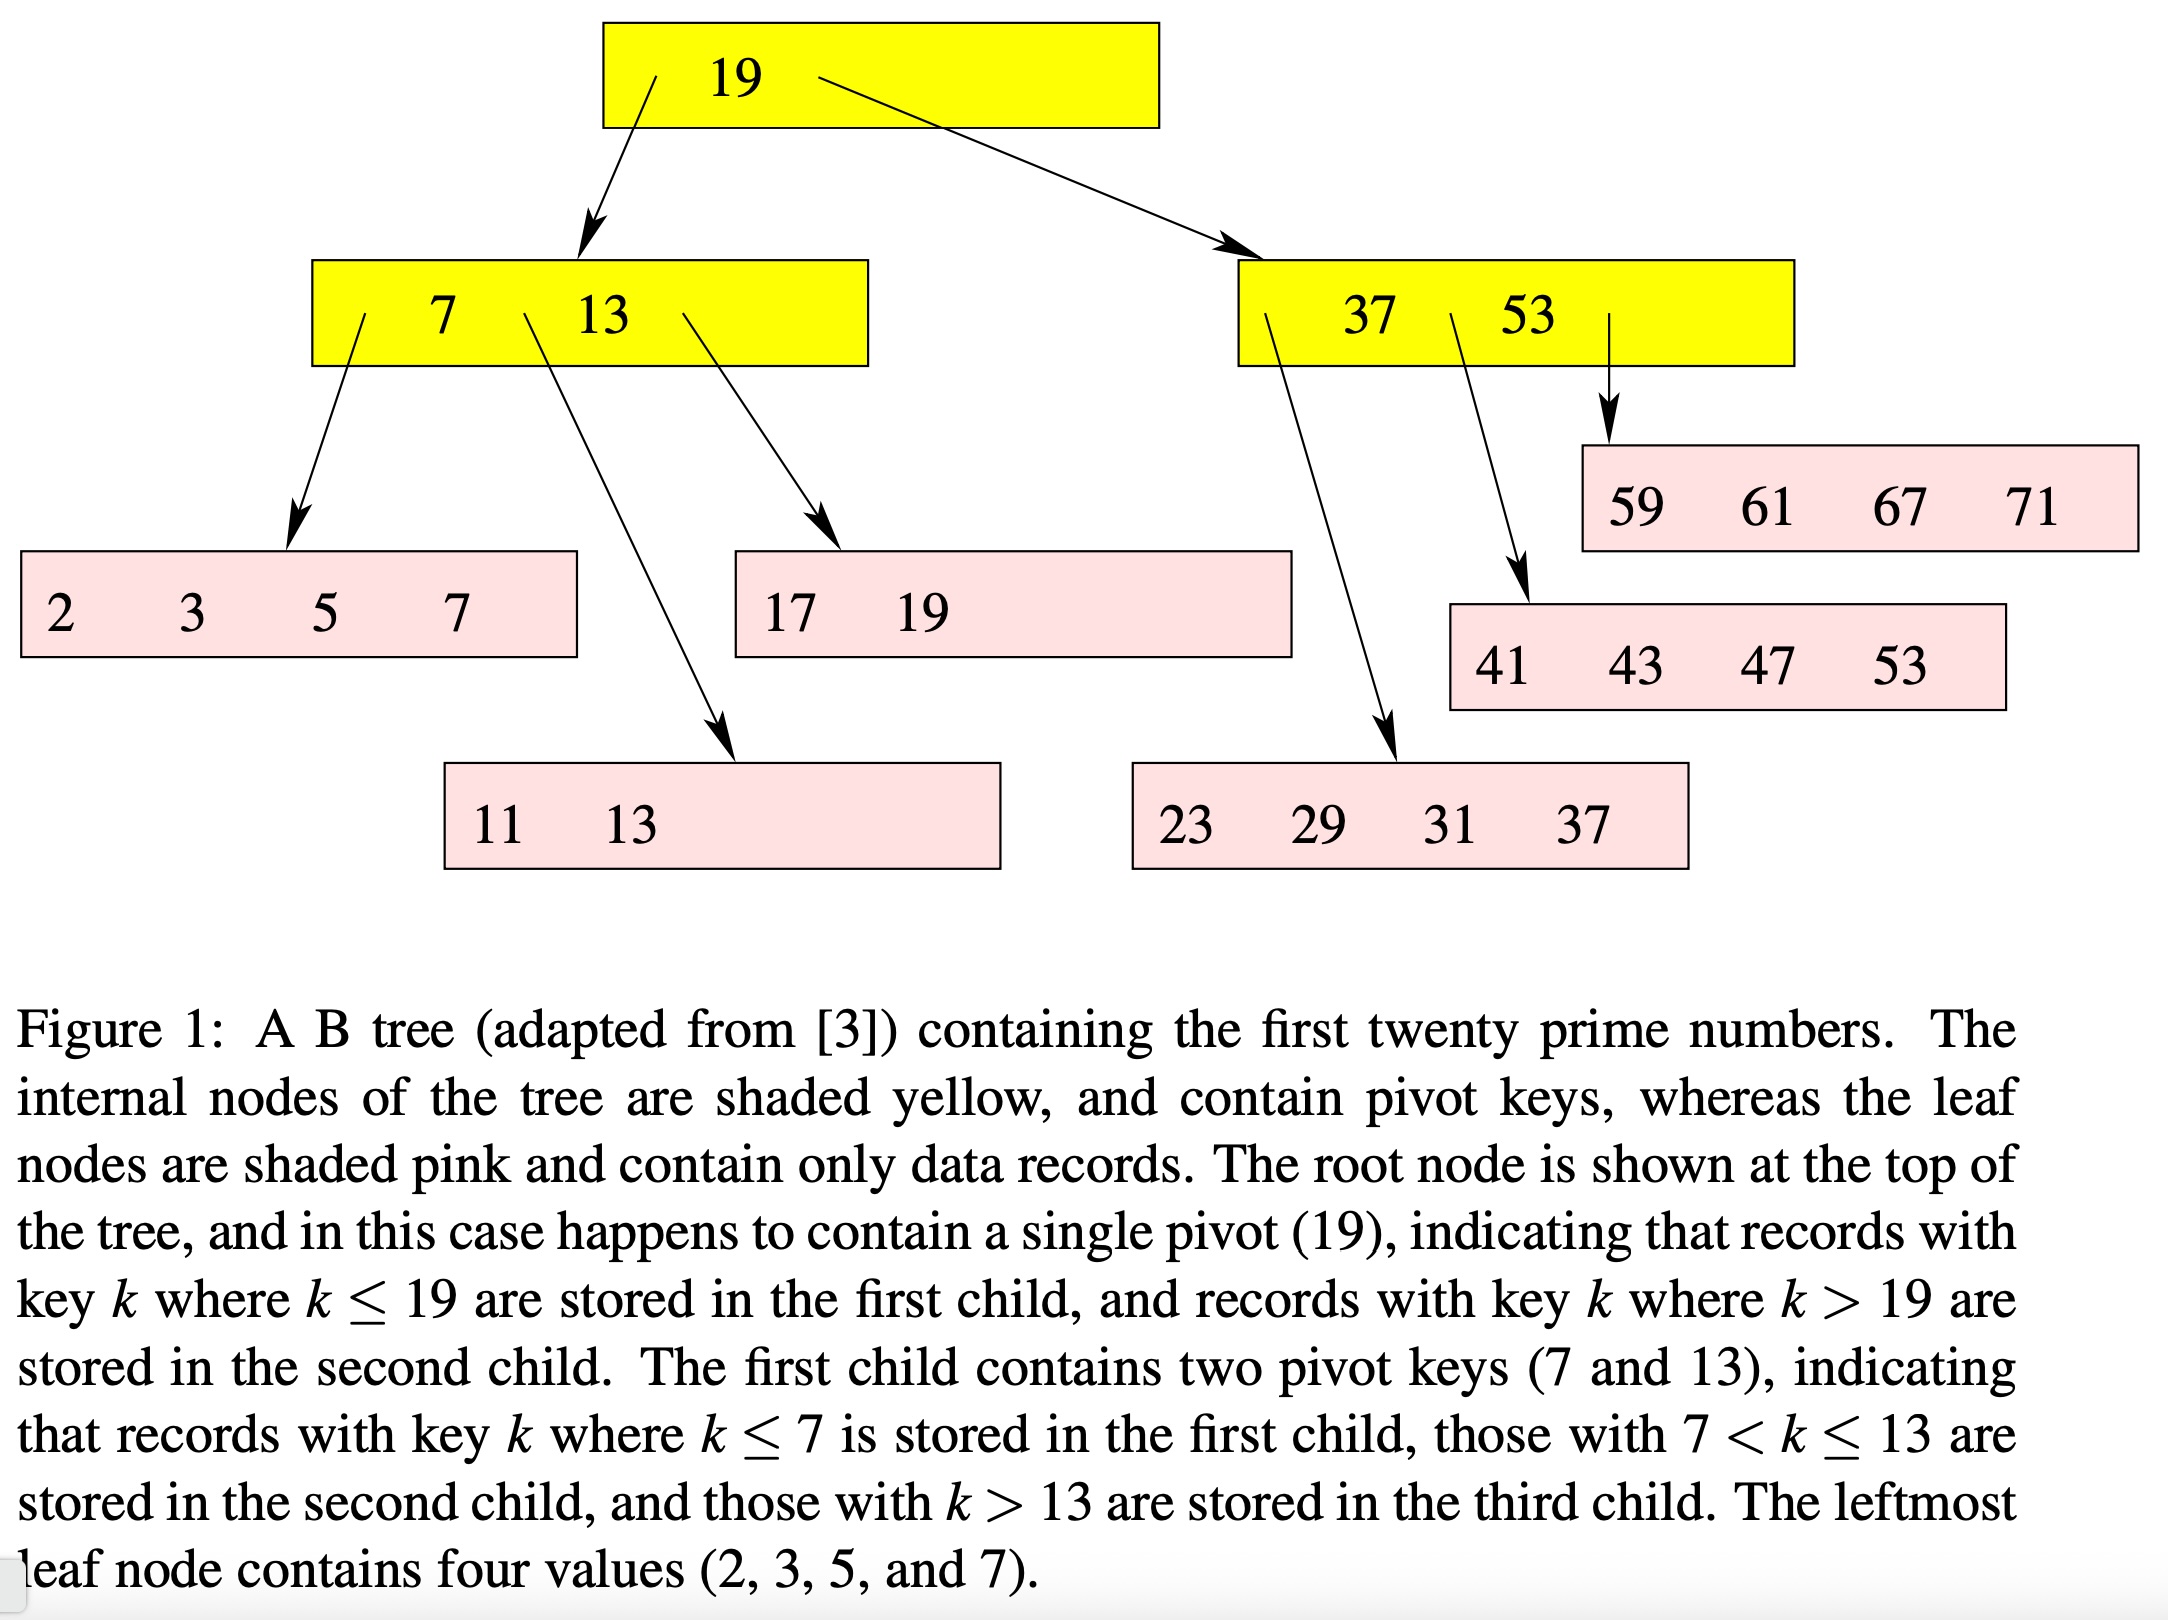 19
7 13
37 53
59 61 67 71
2 3 5 7
17 19
41 43 47 53
11 13
23 29 31 37
Figure 1: A B tree (adapted from [3]) containing the first twenty prime numbers. The
internal nodes of the tree are shaded yellow, and contain pivot keys, whereas the leaf
nodes are shaded pink and contain only data records. The root node is shown at the top of
the tree, and in this case happens to contain a single pivot (19), indicating that records with
key k where k ≤ 19 are stored in the first child, and records with key k where k > 19 are
stored in the second child. The first child contains two pivot keys (7 and 13), indicating
that records with key k where k ≤ 7 is stored in the first child, those with 7 < k ≤ 13 are
stored in the second child, and those with k > 13 are stored in the third child. The leftmost
leaf node contains four values (2, 3, 5, and 7).